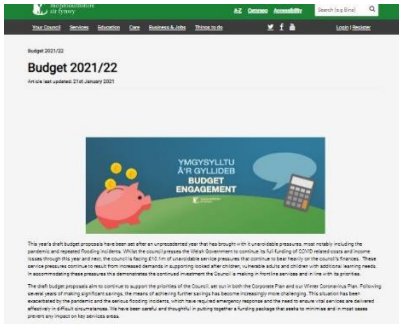 monmouthshire
sir fynwy
A-Z Cymraeg Accessibility
Search (e.g. Bins)
Your Council Services Education Care Business & Jobs Things to do
Login | Register
Budget 2021/22
Budget 2021/22
Article last updated: 21st January 2021
YMGYSYLLTU
Â'R GYLLIDEB
BUDGET
ENGAGEMENT
This year's draft budget proposals have been set after an unprecedented year that has brought with it unavoidable pressures, most notably including the
pandemic and repeated flooding incidents. Whilst the council presses the Welsh Government to continue its full funding of COVID related costs and income
losses through this year and next, the council is facing £10.1m of unavoidable service pressures that continue to bear heavily on the council's finances. These
service pressures continue to result from increased demands in supporting looked after children, vulnerable adults and children with additional learning needs.
In accommodating these pressures this demonstrates the continued investment the Council is making in frontline services and in line with its priorities.
The draft budget proposals aim to continue to support the priorities of the Council, set out in both the Corporate Plan and our Winter Coronavirus Plan. Following
several years of making significant savings, the means of achieving further savings has become increasingly more challenging. This situation has been
exacerbated by the pandemic and the serious flooding incidents, which have required emergency response and the need to ensure vital services are delivered
effectively in difficult circumstances. We have been careful and thoughtful in putting together a funding package that seeks to minimise and in most cases
prevent any impact on key services areas.